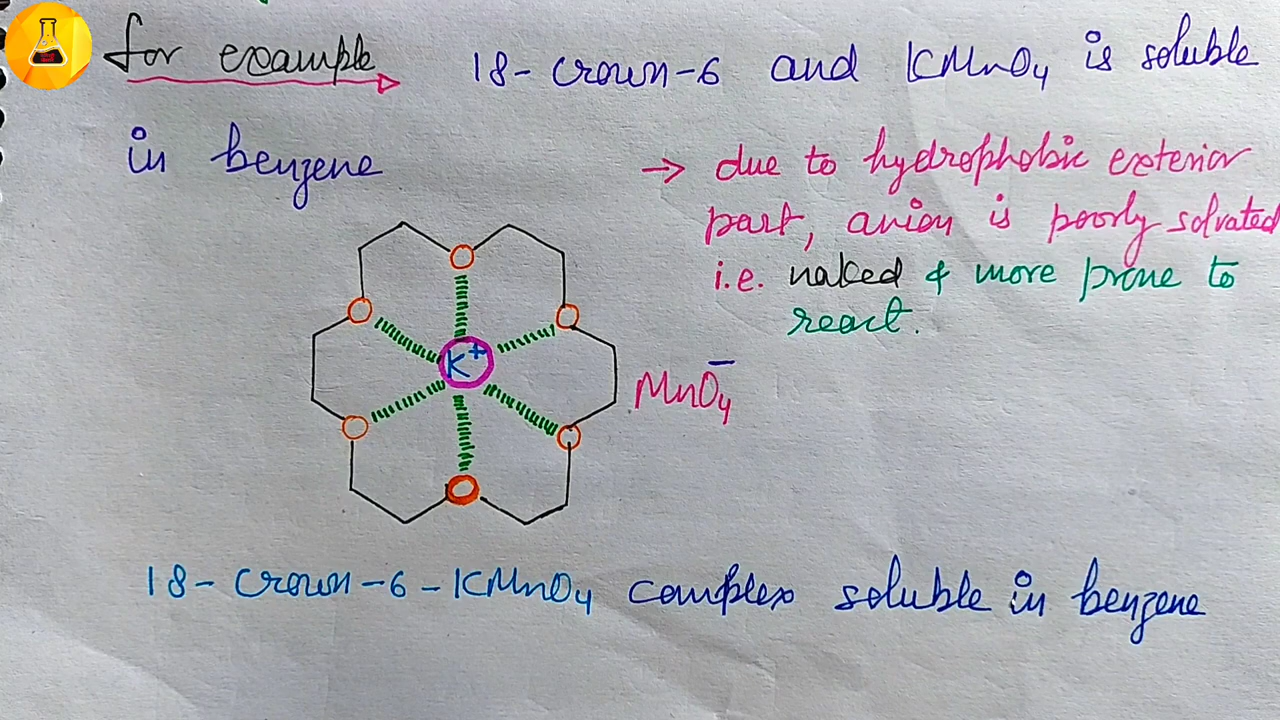 for example 18-crown-6 and KMnO₄ is soluble
in benzene
→ due to hydrophobic exterior
part, anion is poorly solvated
i.e. naked & more prone to
react.
O
O O
K⁺
MnO₄⁻
O O
O
18-crown-6-KMnO₄ complex soluble in benzene